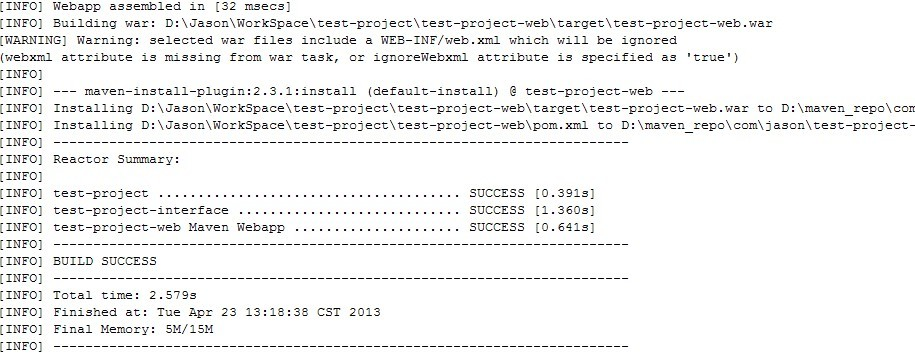 [INFO] Webapp assembled in [32 msecs]
[INFO] Building war: D:\Jason\WorkSpace\test-project\test-project-web\target\test-project-web.war
[WARNING] Warning: selected war files include a WEB-INF/web.xml which will be ignored
(webxml attribute is missing from war task, or ignoreWebxml attribute is specified as 'true')
[INFO]
[INFO] --- maven-install-plugin:2.3.1:install (default-install) @ test-project-web ---
[INFO] Installing D:\Jason\WorkSpace\test-project\test-project-web\target\test-project-web.war to D:\maven_repo\com
[INFO] Installing D:\Jason\WorkSpace\test-project\test-project-web\pom.xml to D:\maven_repo\com\jason\test-project-
[INFO] ------------------------------------------------------------------------
[INFO] Reactor Summary:
[INFO]
[INFO] test-project ...................................... SUCCESS [0.391s]
[INFO] test-project-interface ............................ SUCCESS [1.360s]
[INFO] test-project-web Maven Webapp ..................... SUCCESS [0.641s]
[INFO] ------------------------------------------------------------------------
[INFO] BUILD SUCCESS
[INFO] ------------------------------------------------------------------------
[INFO] Total time: 2.579s
[INFO] Finished at: Tue Apr 23 13:18:38 CST 2013
[INFO] Final Memory: 5M/15M
[INFO] ------------------------------------------------------------------------